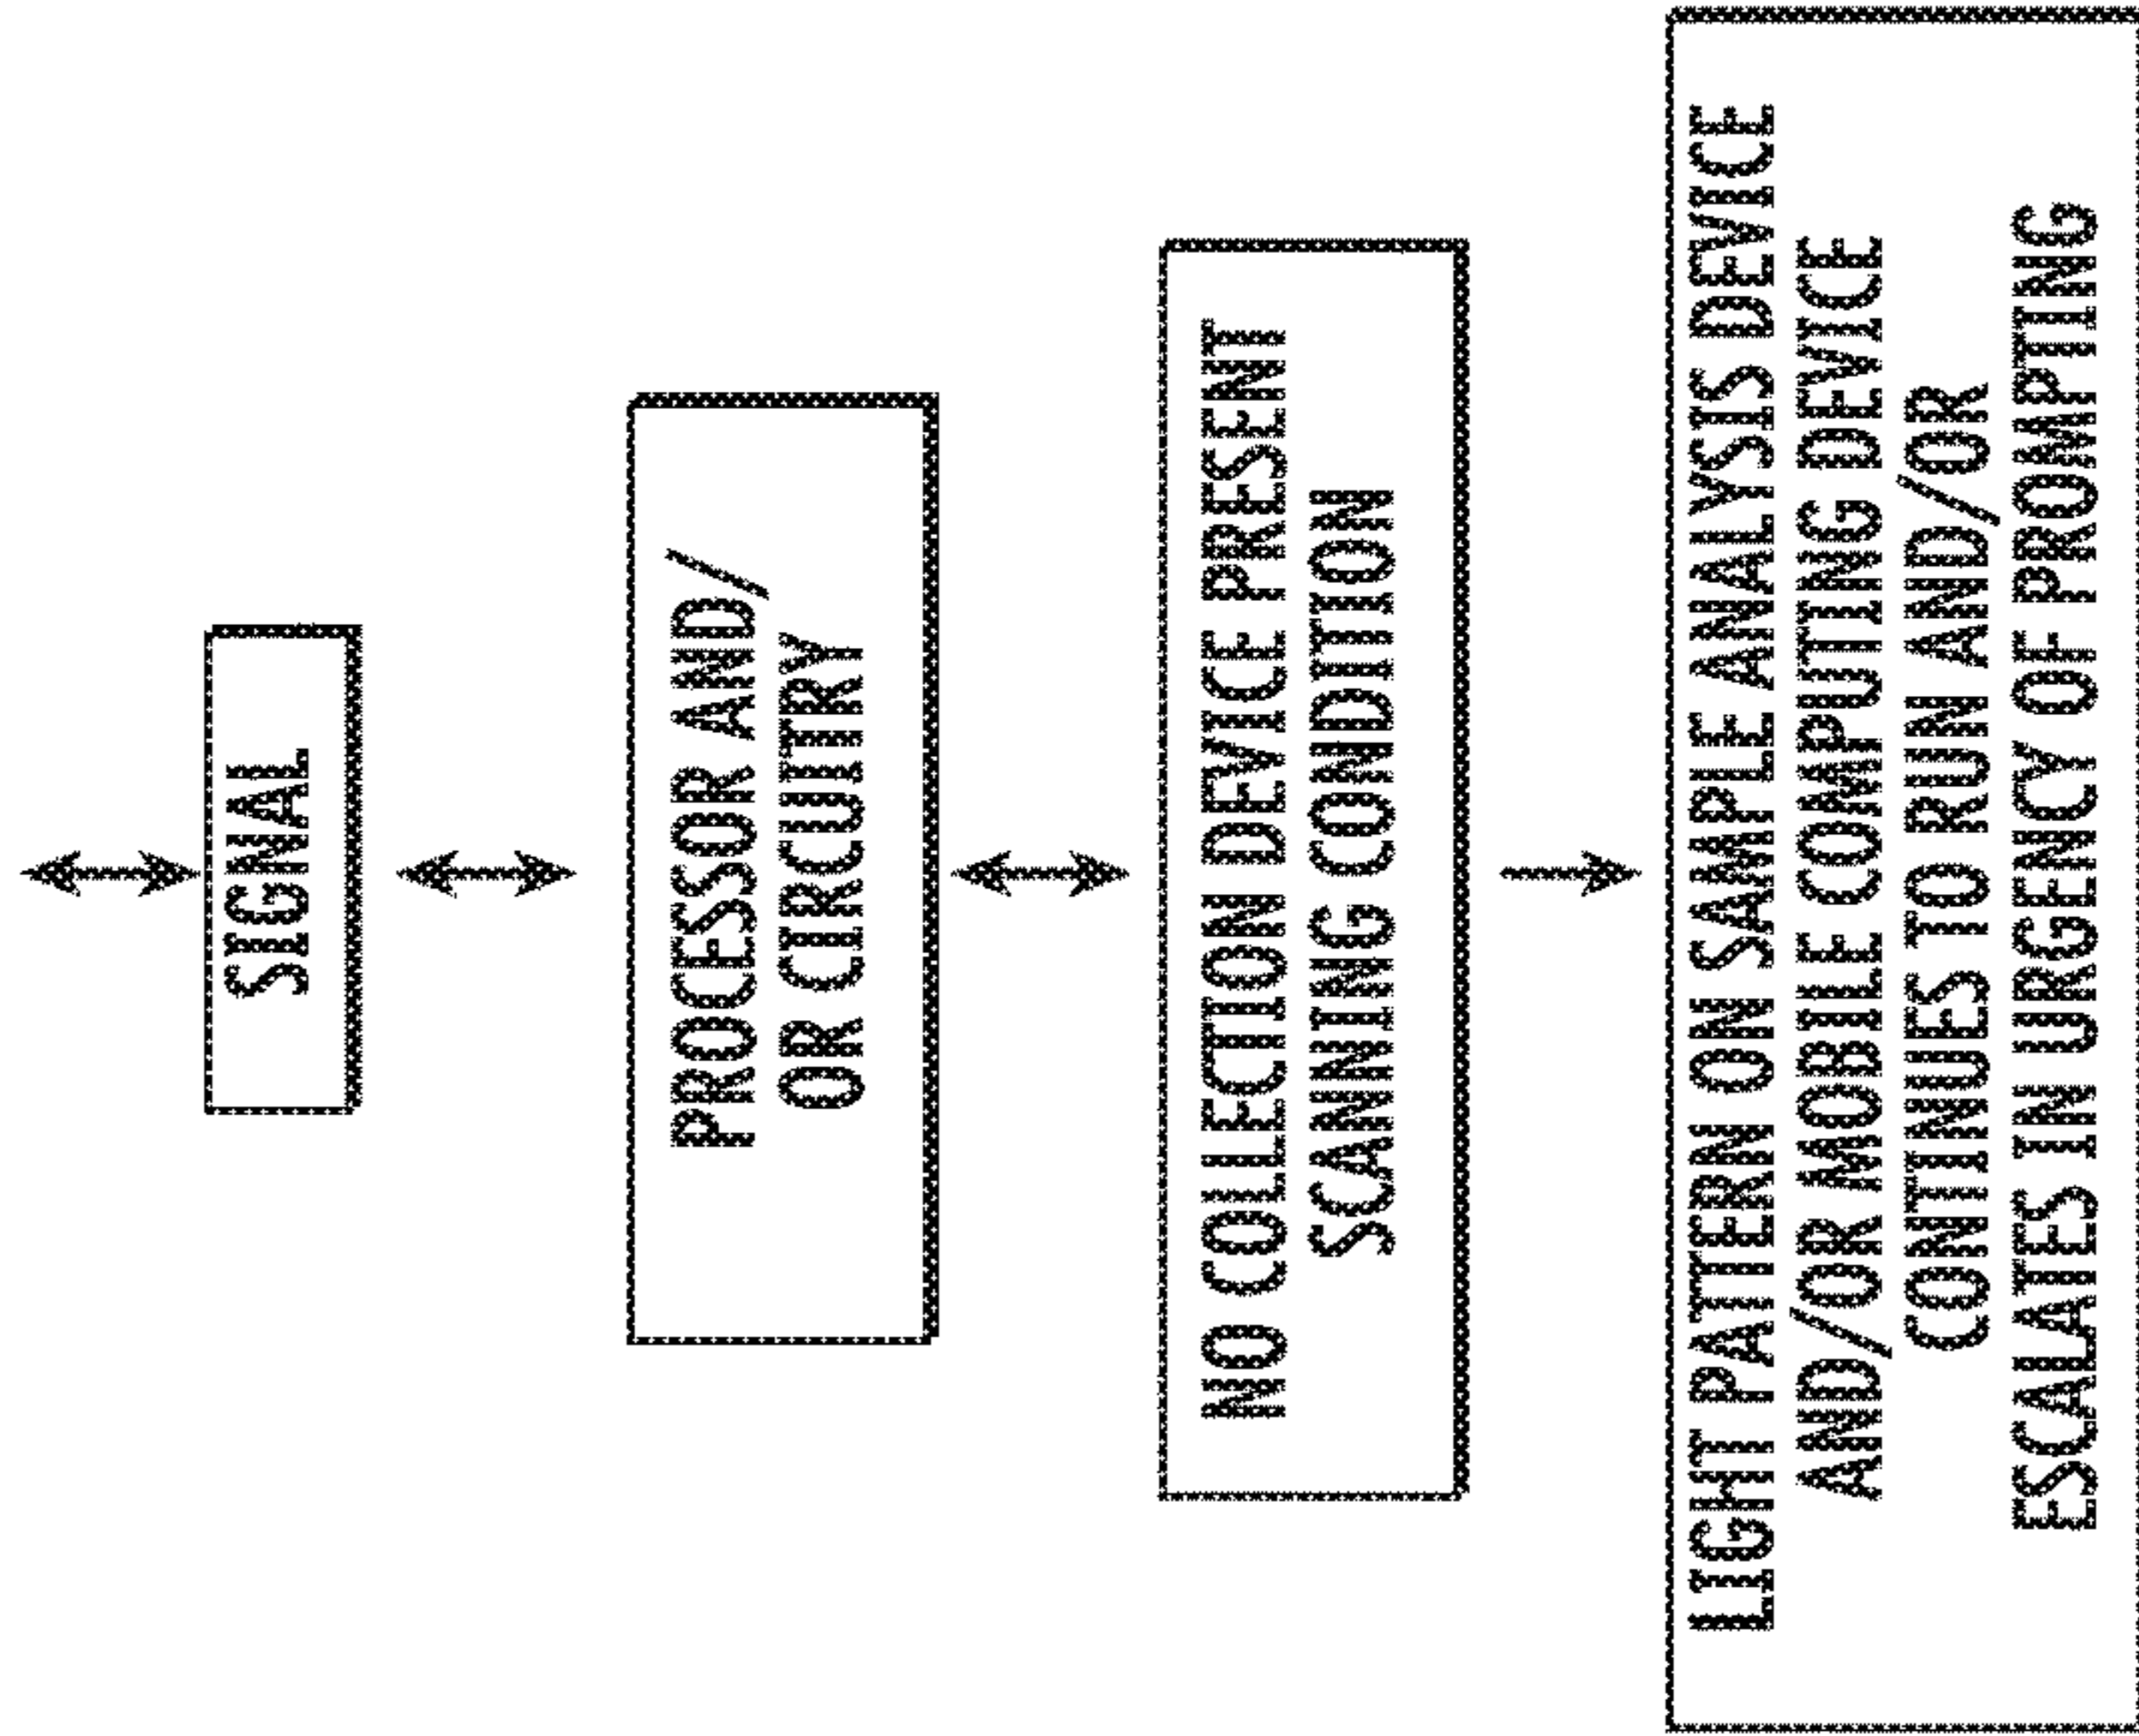 SIGNAL
PROCESSOR AND/
OR CIRCUITRY
NO COLLECTION DEVICE PRESENT
SCANNING CONDITION
LIGHT PATTERN ON SAMPLE ANALYSIS DEVICE
AND/OR MOBILE COMPUTING DEVICE
CONTINUES TO RUN AND/OR
ESCALATES IN URGENCY OF PROMPTING